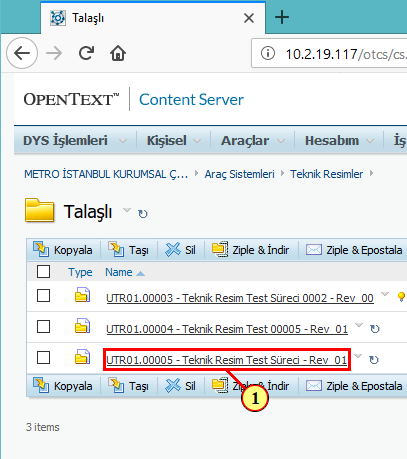 Talaşlı
10.2.19.117/otcs/cs.
OPENTEXT™ | Content Server
DYS İşlemleri Kişisel Araçlar Hesabım İş
METRO İSTANBUL KURUMSAL Ç... › Araç Sistemleri › Teknik Resimler ›
Talaşlı
Kopyala Taşı Sil Ziple & İndir Ziple & Epostala
Type Name
UTR01.00003 - Teknik Resim Test Süreci 0002 - Rev_00
UTR01.00004 - Teknik Resim Test 00005 - Rev_01
UTR01.00005 - Teknik Resim Test Süreci - Rev_01
Kopyala Taşı Sil Ziple & İndir Ziple & Epostala
1
3 items